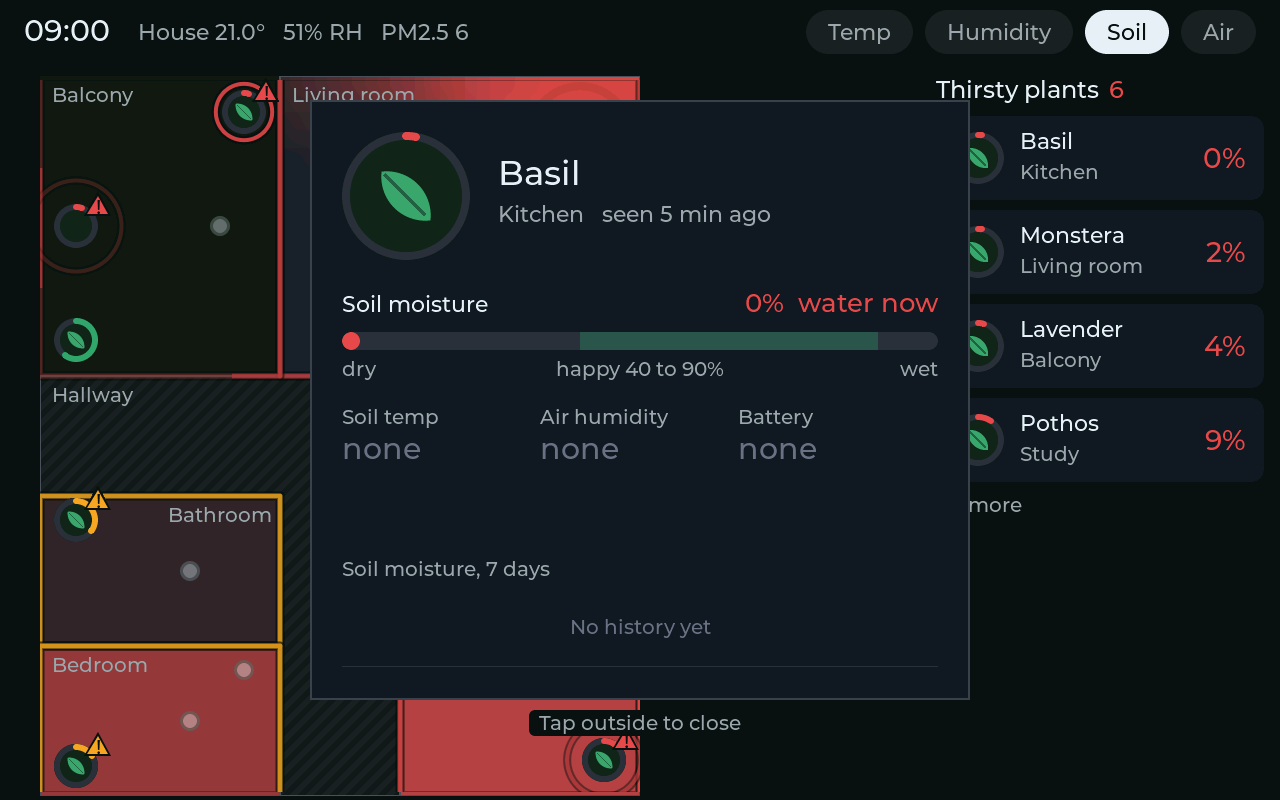 09:00 House 21.0° 51% RH PM2.5 6
Temp Humidity Soil Air
Balcony
Living room
Hallway
Bathroom
Bedroom
Basil
Kitchen seen 5 min ago
Soil moisture 0% water now
dry happy 40 to 90% wet
Soil temp Air humidity Battery
none none none
Soil moisture, 7 days
No history yet
Tap outside to close
Thirsty plants 6
Basil
Kitchen
0%
Monstera
Living room
2%
Lavender
Balcony
4%
Pothos
Study
9%
more